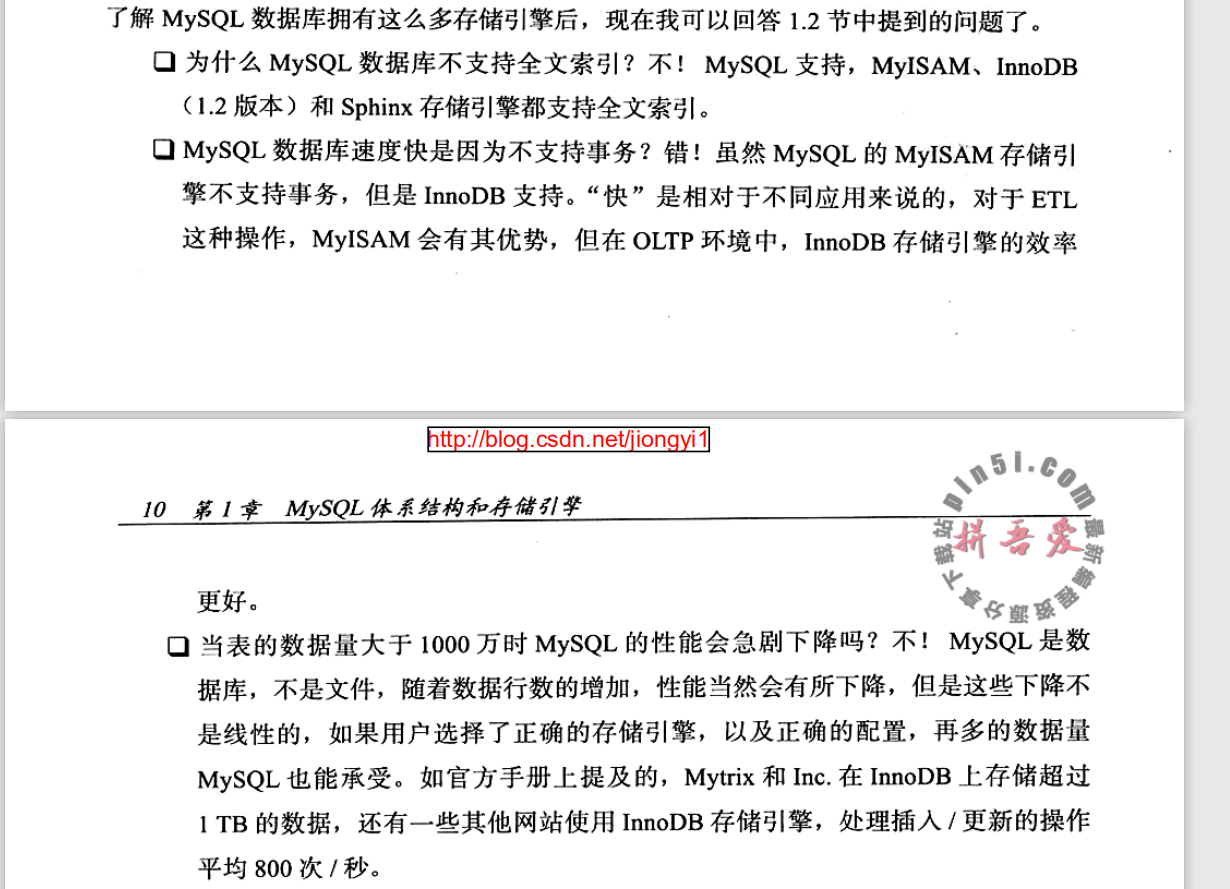 了解 MySQL 数据库拥有这么多存储引擎后，现在我可以回答 1.2 节中提到的问题了。
❑ 为什么 MySQL 数据库不支持全文索引？不！ MySQL 支持，MyISAM、InnoDB
（1.2 版本）和 Sphinx 存储引擎都支持全文索引。
❑ MySQL 数据库速度快是因为不支持事务？错！虽然 MySQL 的 MyISAM 存储引
擎不支持事务，但是 InnoDB 支持。“快”是相对于不同应用来说的，对于 ETL
这种操作，MyISAM 会有其优势，但在 OLTP 环境中，InnoDB 存储引擎的效率
http://blog.csdn.net/jiongyi1
pin5i.com
10 第 1 章 MySQL 体系结构和存储引擎
拼吾爱
最新编程资源分享下载站
更好。
❑ 当表的数据量大于 1000 万时 MySQL 的性能会急剧下降吗？不！ MySQL 是数
据库，不是文件，随着数据行数的增加，性能当然会有所下降，但是这些下降不
是线性的，如果用户选择了正确的存储引擎，以及正确的配置，再多的数据量
MySQL 也能承受。如官方手册上提及的，Mytrix 和 Inc. 在 InnoDB 上存储超过
1 TB 的数据，还有一些其他网站使用 InnoDB 存储引擎，处理插入 / 更新的操作
平均 800 次 / 秒。